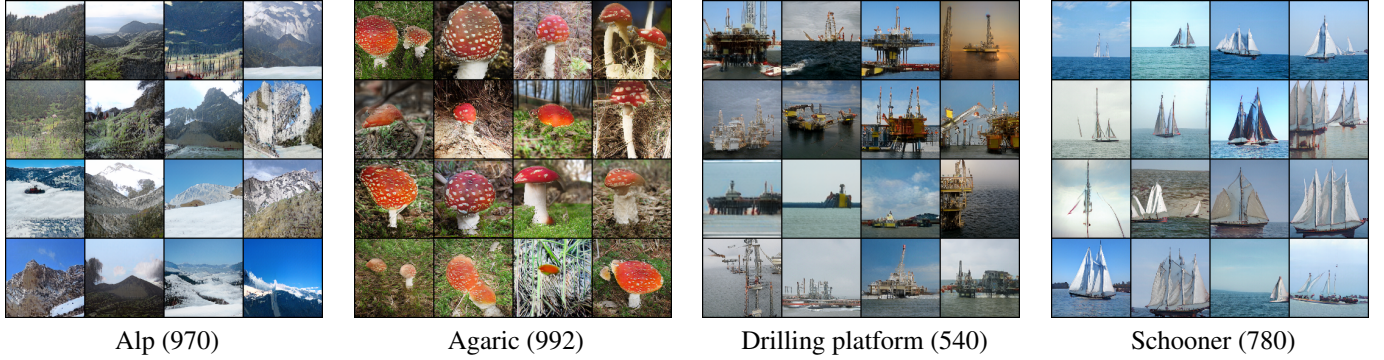 Alp (970)
Agaric (992)
Drilling platform (540)
Schooner (780)